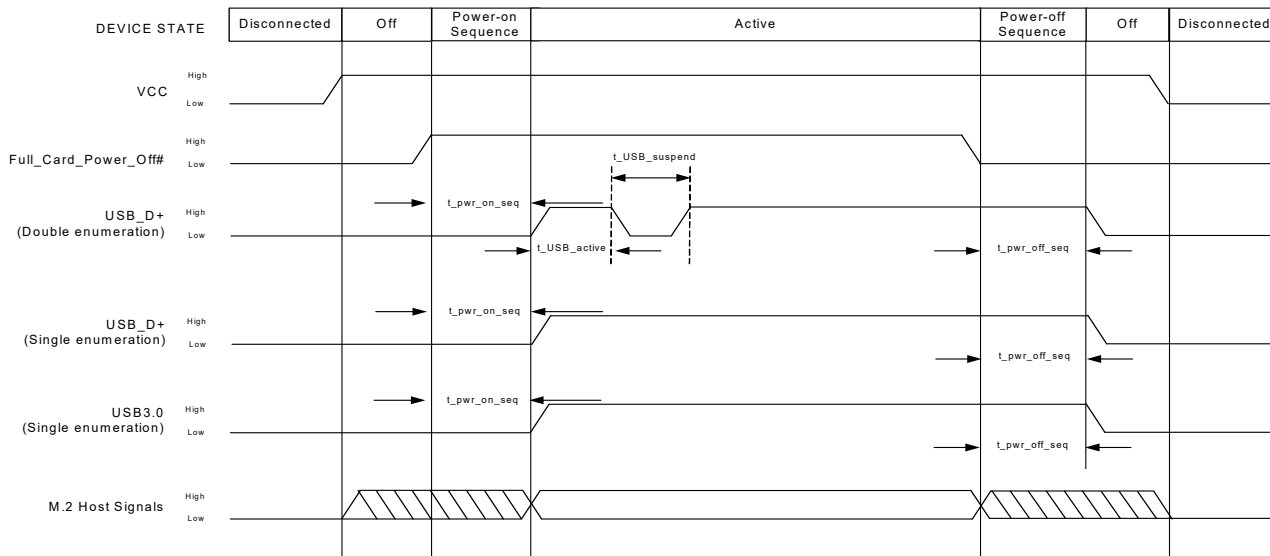 DEVICE STATE Disconnected Off Power-on Sequence Active Power-off Sequence Off Disconnected
VCC
High
Low
Full_Card_Power_Off#
High
Low
t_USB_suspend
t_pwr_on_seq
USB_D+
(Double enumeration)
High
Low
t_USB_active
t_pwr_off_seq
t_pwr_on_seq
USB_D+
(Single enumeration)
High
Low
t_pwr_off_seq
t_pwr_on_seq
USB3.0
(Single enumeration)
High
Low
t_pwr_off_seq
M.2 Host Signals
High
Low